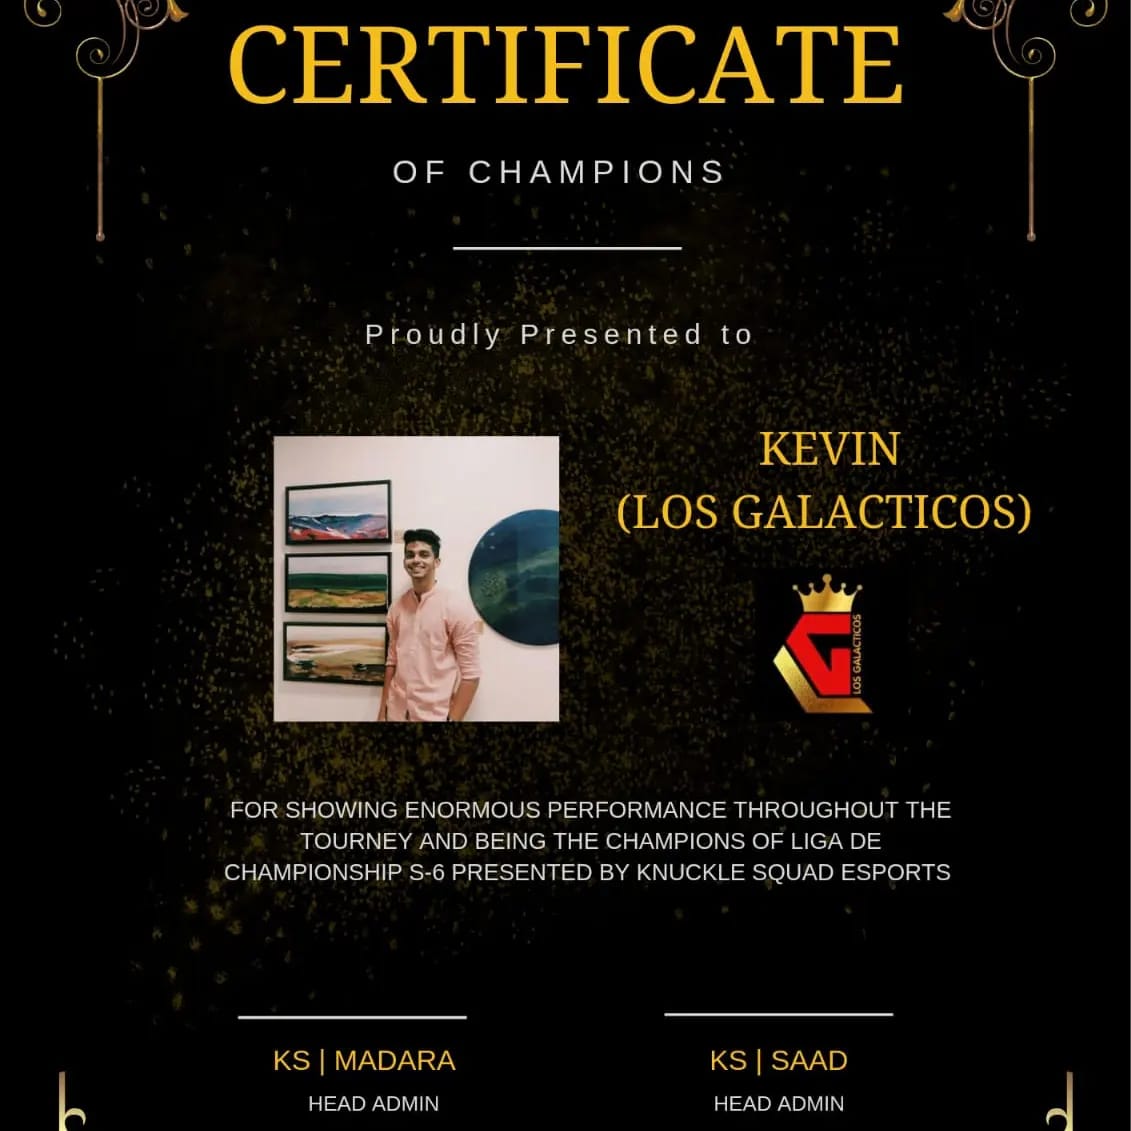 CERTIFICATE
OF CHAMPIONS
Proudly Presented to
KEVIN
(LOS GALACTICOS)
LOS GALACTICOS
FOR SHOWING ENORMOUS PERFORMANCE THROUGHOUT THE
TOURNEY AND BEING THE CHAMPIONS OF LIGA DE
CHAMPIONSHIP S-6 PRESENTED BY KNUCKLE SQUAD ESPORTS
KS | MADARA
KS | SAAD
HEAD ADMIN
HEAD ADMIN